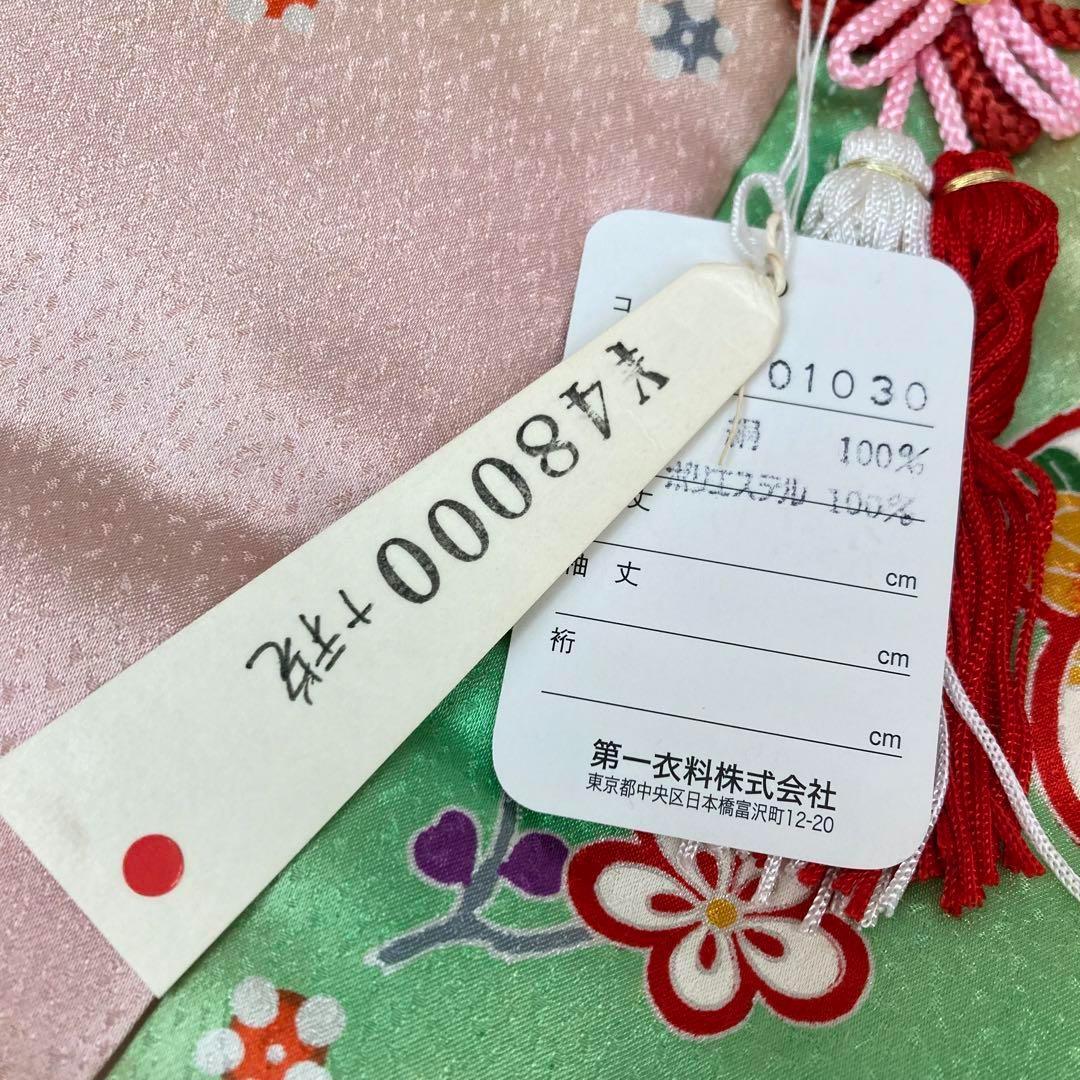 ¥48000+税
コ
01030
絹 100%
ポリエステル 100%
丈
cm
袖 丈
cm
裄
cm
第一衣料株式会社
東京都中央区日本橋富沢町12-20